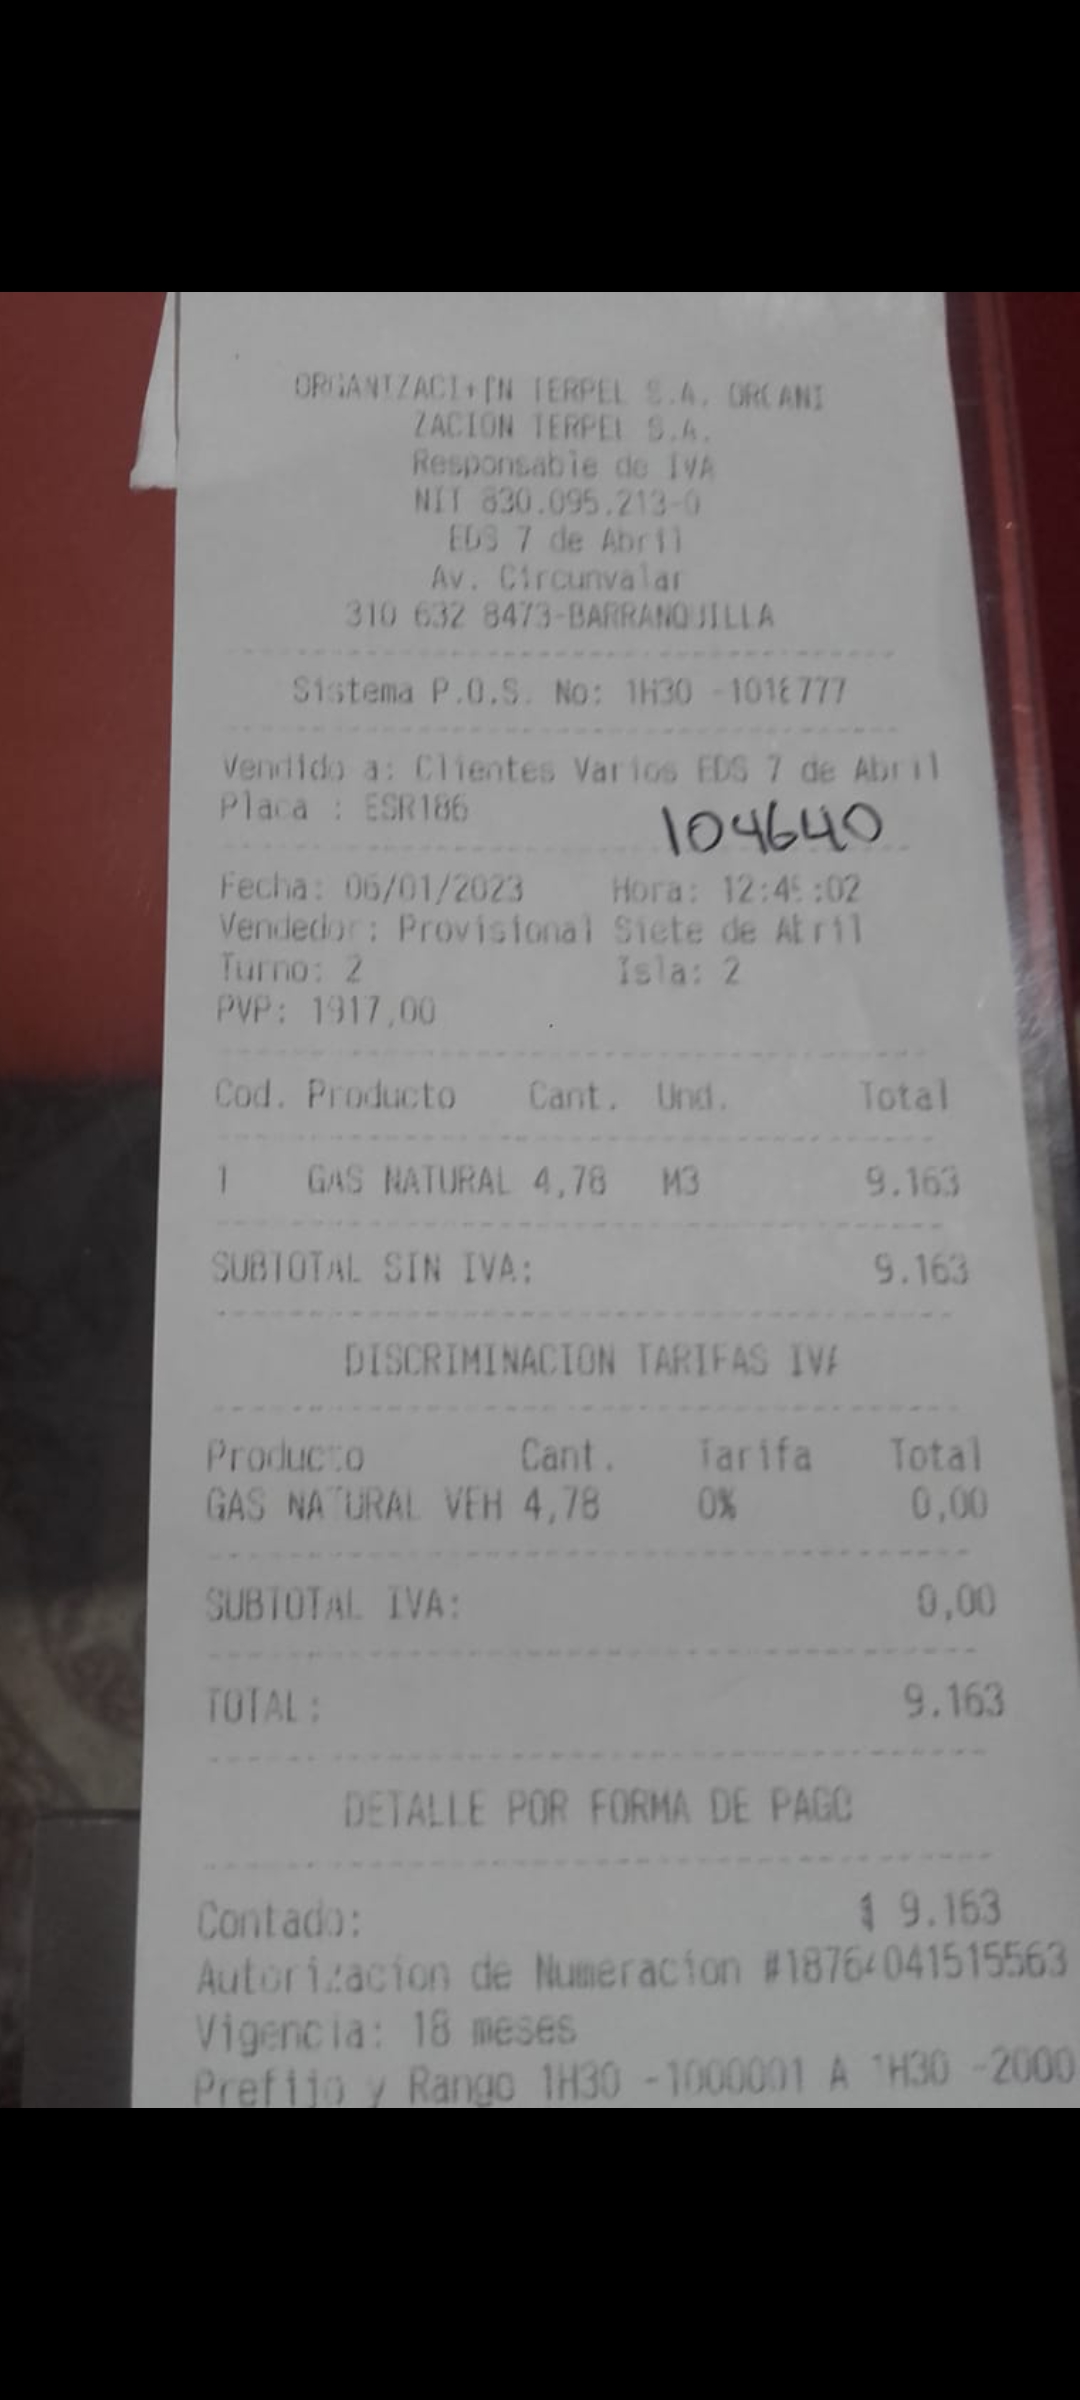 ORGANIZACI+IN TERPEL S.A. ORGANI
ZACION TERPEL S.A.
Responsable de IVA
NIT 830.095.213-0
EDS 7 de Abril
Av. Circunvalar
310 632 8473-BARRANQUILLA
Sistema P.O.S. No: 1H30 -1018777
Vendido a: Clientes Varios EDS 7 de Abril
Placa : ESR186
104640
Fecha: 06/01/2023 Hora:
Vendedor: Provisional Siete de Abril
Turno: 2 Isla: 2
PVP: 1917,00
Cod. Producto Cant. Und. Total
1 GAS NATURAL 4,78 M3 9.163
SUBTOTAL SIN IVA: 9.163
DISCRIMINACION TARIFAS IVA
Producto Cant. Tarifa Total
GAS NATURAL VEH 4,78 0% 0,00
SUBTOTAL IVA: 0,00
TOTAL: 9.163
DETALLE POR FORMA DE PAGO
Contado: $ 9.163
Autorizacion de Numeracion #18764041515563
Vigencia: 18 meses
Prefijo y Rango 1H30 -1000001 A 1H30 -2000